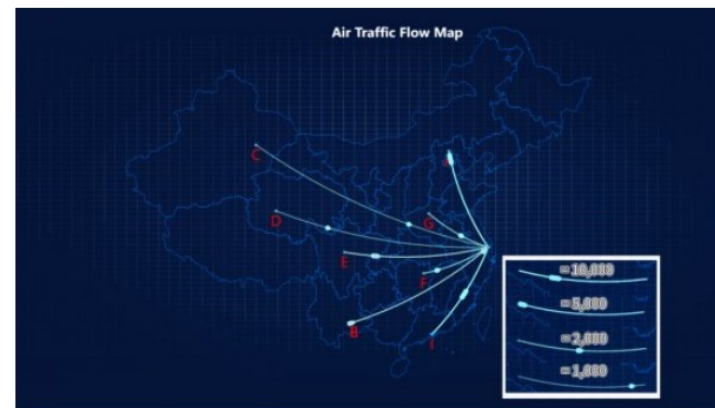 Air Traffic Flow Map
C
D
G
E
F
B
I
=10,000
=5,000
=2,000
=1,000